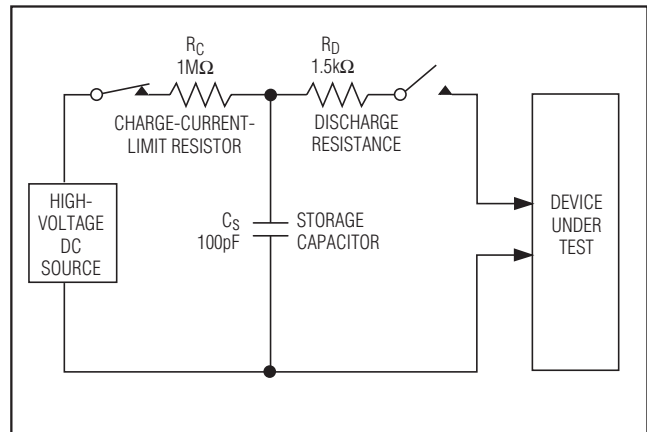 R_C
1MΩ
CHARGE-CURRENT-
LIMIT RESISTOR
R_D
1.5kΩ
DISCHARGE
RESISTANCE
HIGH-
VOLTAGE
DC
SOURCE
C_S
100pF
STORAGE
CAPACITOR
DEVICE
UNDER
TEST